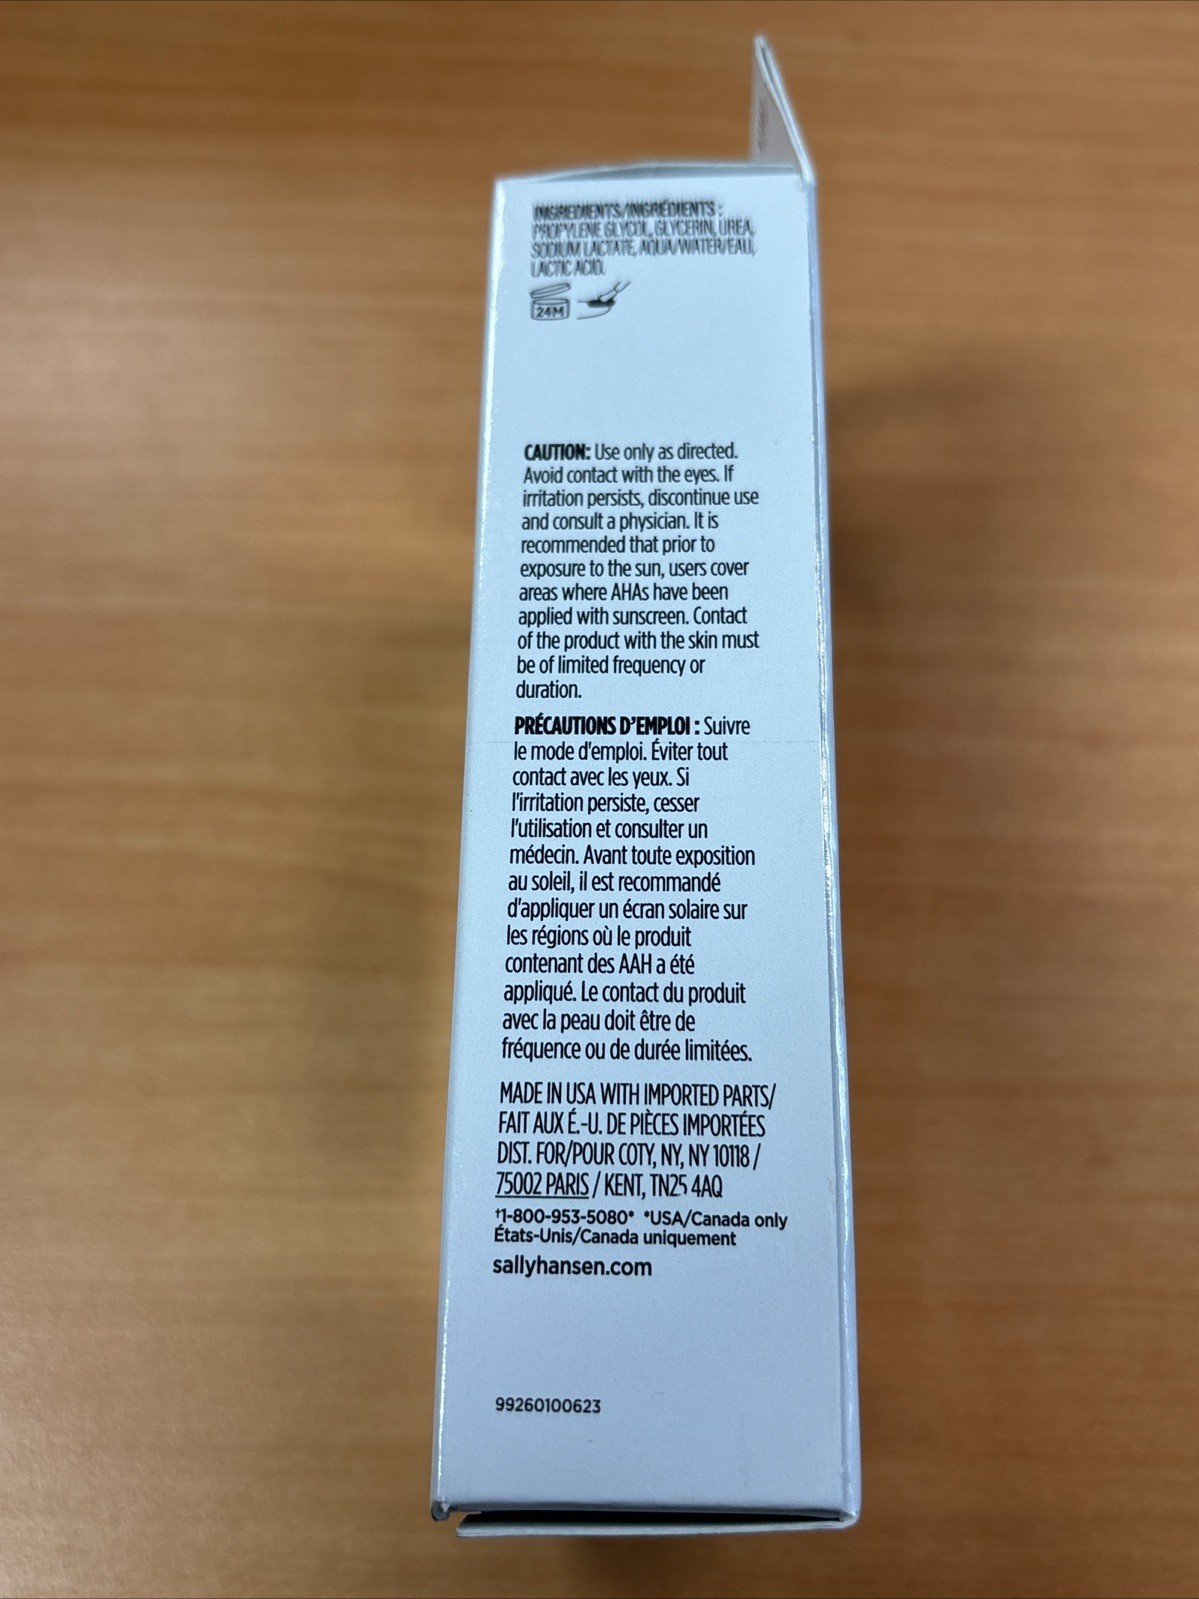 INGREDIENTS/INGRÉDIENTS :
PROPYLENE GLYCOL, GLYCERIN, UREA,
SODIUM LACTATE, AQUA/WATER/EAU,
LACTIC ACID.
24M
CAUTION: Use only as directed.
Avoid contact with the eyes. If
irritation persists, discontinue use
and consult a physician. It is
recommended that prior to
exposure to the sun, users cover
areas where AHAs have been
applied with sunscreen. Contact
of the product with the skin must
be of limited frequency or
duration.
PRÉCAUTIONS D'EMPLOI : Suivre
le mode d'emploi. Éviter tout
contact avec les yeux. Si
l'irritation persiste, cesser
l'utilisation et consulter un
médecin. Avant toute exposition
au soleil, il est recommandé
d'appliquer un écran solaire sur
les régions où le produit
contenant des AAH a été
appliqué. Le contact du produit
avec la peau doit être de
fréquence ou de durée limitées.
MADE IN USA WITH IMPORTED PARTS/
FAIT AUX É.-U. DE PIÈCES IMPORTÉES
DIST. FOR/POUR COTY, NY, NY 10118 /
75002 PARIS / KENT, TN25 4AQ
†1-800-953-5080* *USA/Canada only
États-Unis/Canada uniquement
sallyhansen.com
99260100623